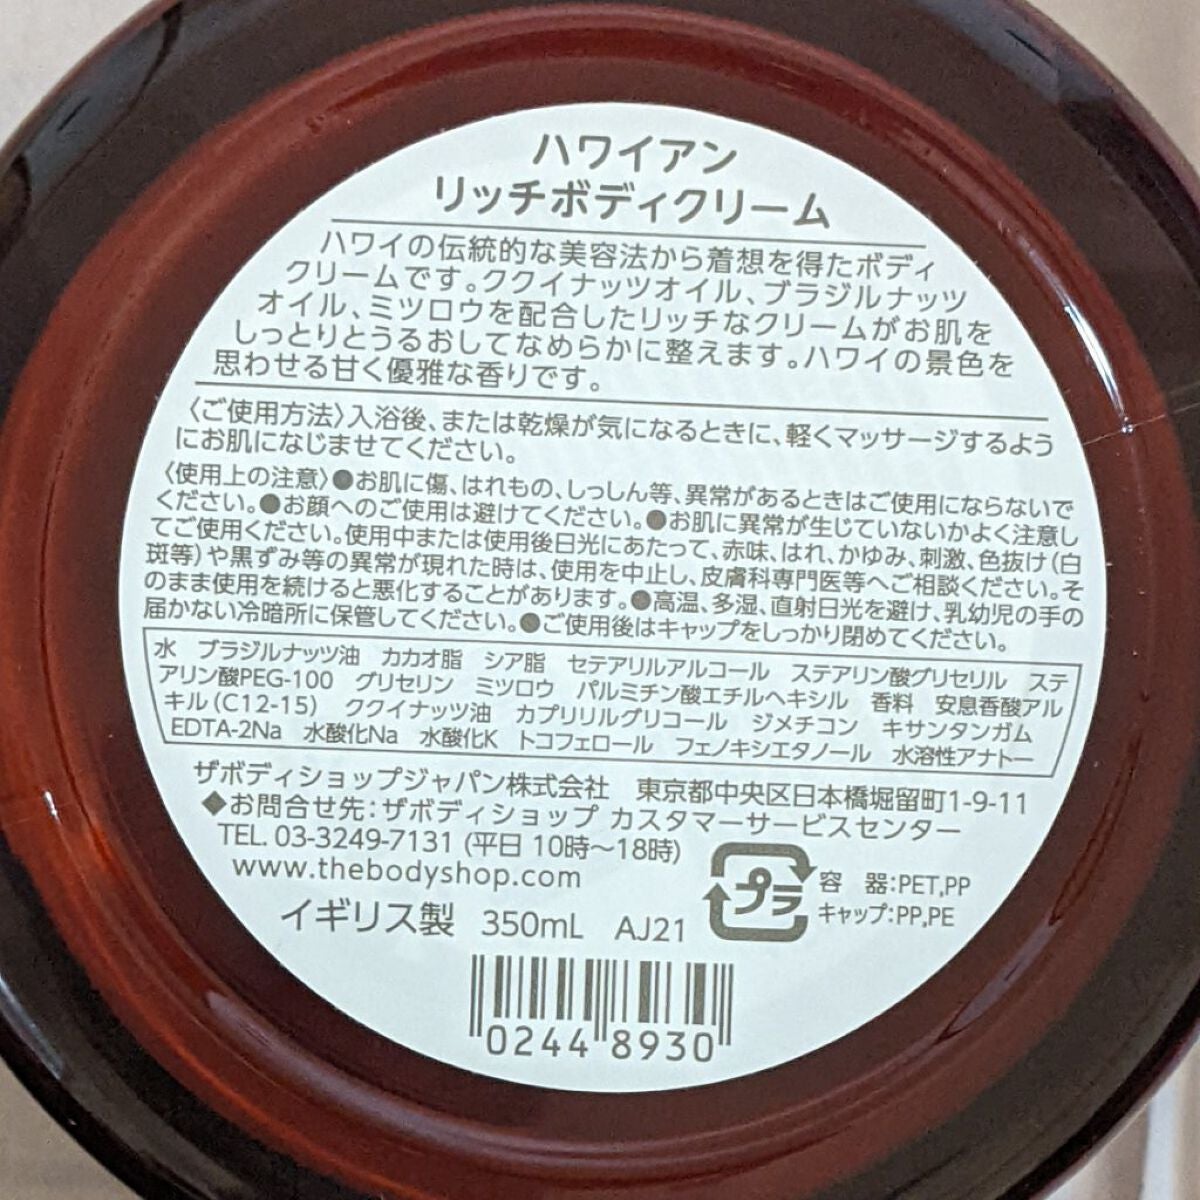 ハワイアン
リッチボディクリーム
ハワイの伝統的な美容法から着想を得たボディ
クリームです。ククイナッツオイル、ブラジルナッツ
オイル、ミツロウを配合したリッチなクリームがお肌を
しっとりとうるおしてなめらかに整えます。ハワイの景色を
思わせる甘く優雅な香りです。
〈ご使用方法〉入浴後、または乾燥が気になるときに、軽くマッサージするよう
にお肌になじませてください。
〈使用上の注意〉●お肌に傷、はれもの、しっしん等、異常があるときはご使用にならないで
ください。●お顔へのご使用は避けてください。●お肌に異常が生じていないかよく注意し
てご使用ください。使用中または使用後日光にあたって、赤味、はれ、かゆみ、刺激、色抜け(白
斑等)や黒ずみ等の異常が現れた時は、使用を中止し、皮膚科専門医等へご相談ください。そ
のまま使用を続けると悪化することがあります。●高温、多湿、直射日光を避け、乳幼児の手の
届かない冷暗所に保管してください。●ご使用後はキャップをしっかり閉めてください。
水 ブラジルナッツ油 カカオ脂 シア脂 セテアリルアルコール ステアリン酸グリセリル ステ
アリン酸PEG-100 グリセリン ミツロウ パルミチン酸エチルヘキシル 香料 安息香酸アル
キル(C12-15) ククイナッツ油 カプリリルグリコール ジメチコン キサンタンガム
EDTA-2Na 水酸化Na 水酸化K トコフェロール フェノキシエタノール 水溶性アナトー
ザボディショップジャパン株式会社 東京都中央区日本橋堀留町1-9-11
◆お問合せ先:ザボディショップ カスタマーサービスセンター
TEL. 03-3249-7131 (平日 10時〜18時)
www.thebodyshop.com
プラ 容 器:PET,PP
キャップ:PP,PE
イギリス製 350mL AJ21
0244 8930